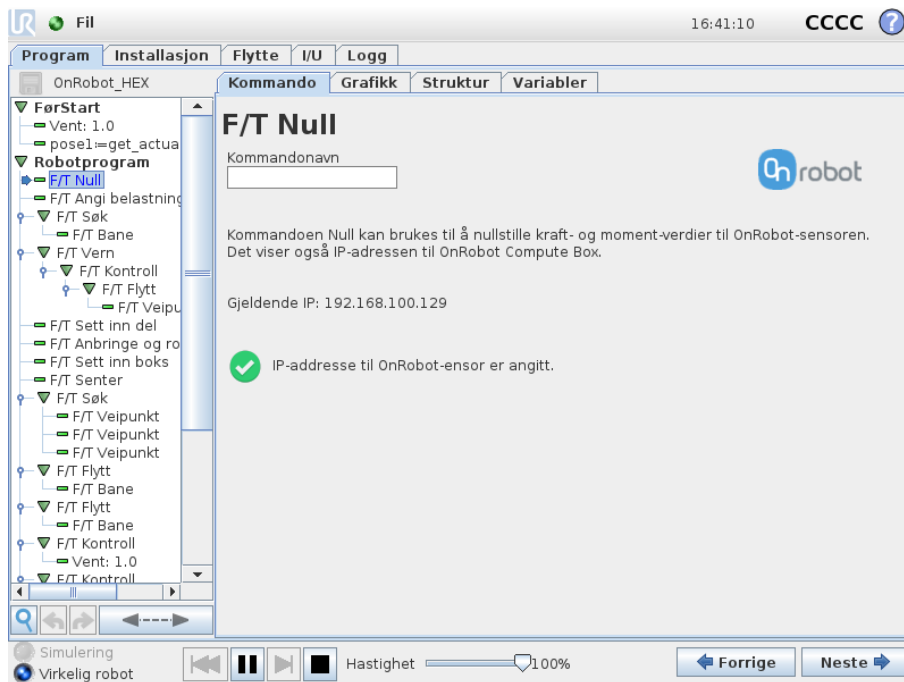 Fil
16:41:10
CCCC
Program Installasjon Flytte I/U Logg
OnRobot_HEX
Kommando Grafikk Struktur Variabler
FørStart
Vent: 1.0
pose1:=get_actua
Robotprogram
F/T Null
F/T Angi belastning
F/T Søk
F/T Bane
F/T Vern
F/T Kontroll
F/T Flytt
F/T Veipu
F/T Sett inn del
F/T Anbringe og ro
F/T Sett inn boks
F/T Senter
F/T Søk
F/T Veipunkt
F/T Veipunkt
F/T Veipunkt
F/T Flytt
F/T Bane
F/T Flytt
F/T Bane
F/T Kontroll
Vent: 1.0
F/T Kontroll
F/T Null
Kommandonavn
On robot
Kommandoen Null kan brukes til å nullstille kraft- og moment-verdier til OnRobot-sensoren.
Det viser også IP-adressen til OnRobot Compute Box.
Gjeldende IP: 192.168.100.129
IP-addresse til OnRobot-ensor er angitt.
Simulering
Virkelig robot
Hastighet 100%
Forrige
Neste